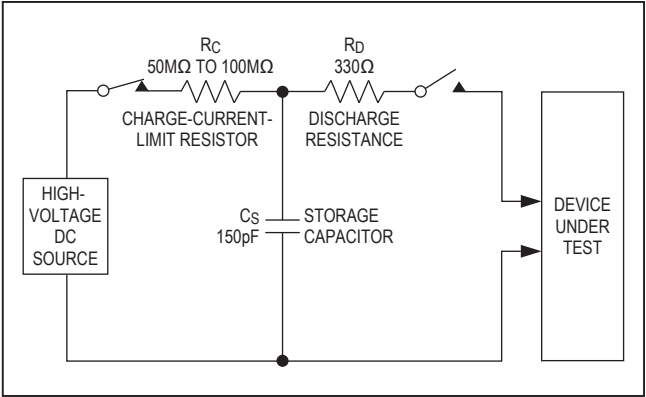 RC
50MΩ TO 100MΩ
CHARGE-CURRENT-
LIMIT RESISTOR
RD
330Ω
DISCHARGE
RESISTANCE
HIGH-
VOLTAGE
DC
SOURCE
CS
150pF
STORAGE
CAPACITOR
DEVICE
UNDER
TEST